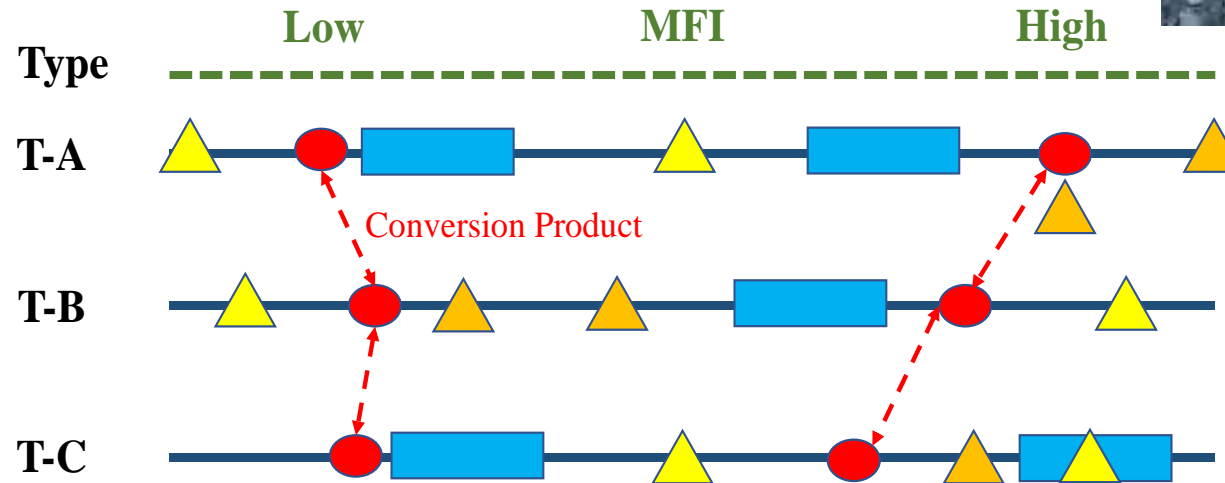 Low MFI High
Type
T-A
Conversion Product
T-B
T-C